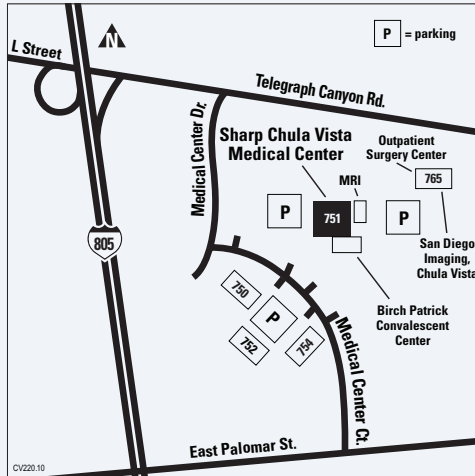 L Street
N
P = parking
Telegraph Canyon Rd.
Medical Center Dr.
Sharp Chula Vista
Medical Center
Outpatient
Surgery Center
MRI
765
P
751
P
805
San Diego
Imaging,
Chula Vista
750
P
752
754
Birch Patrick
Convalescent
Center
Medical Center Ct.
East Palomar St.
CV220.10